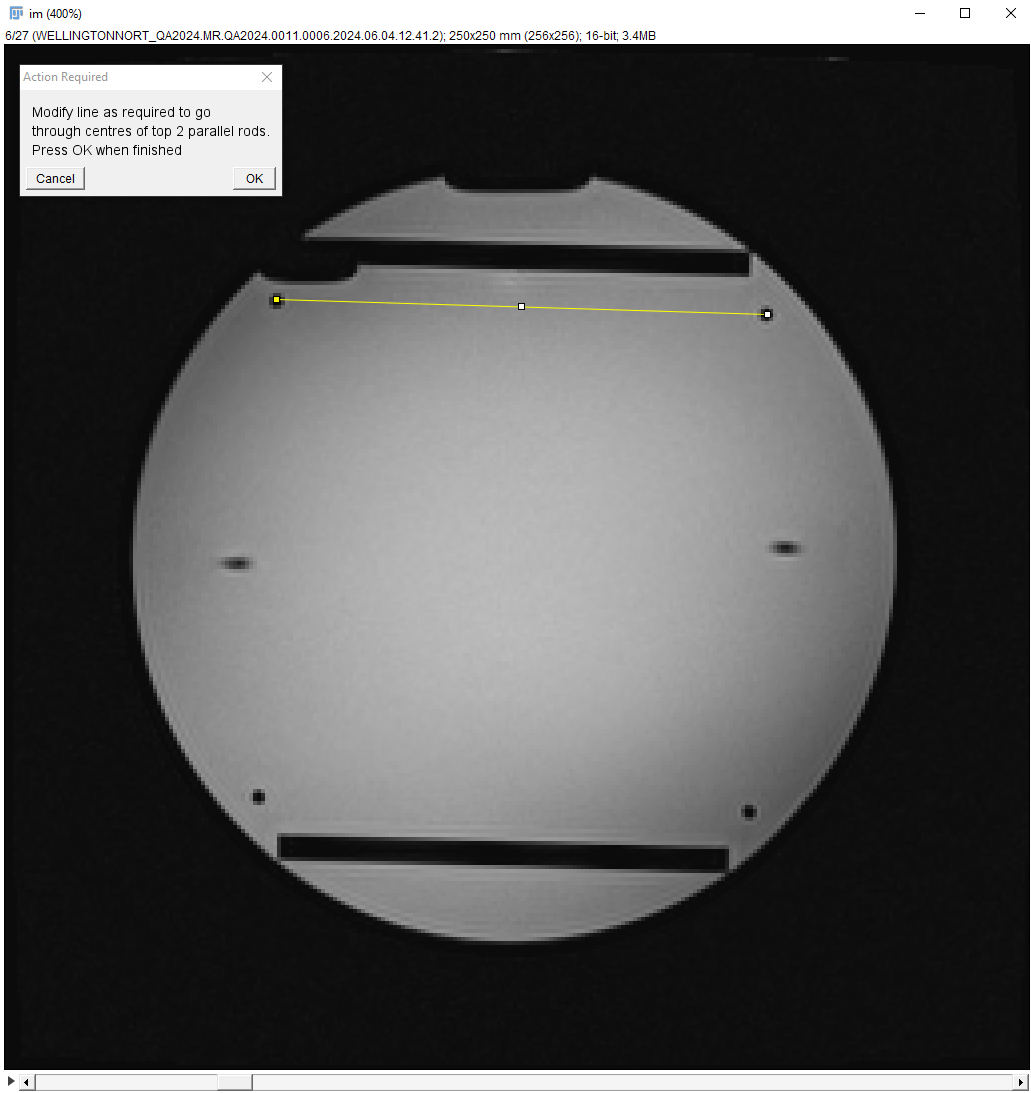 im (400%)
6/27 (WELLINGTONNORT_QA2024.MR.QA2024.0011.0006.2024.06.04.12.41.2); 250x250 mm (256x256); 16-bit; 3.4MB
Action Required
Modify line as required to go
through centres of top 2 parallel rods.
Press OK when finished
Cancel
OK